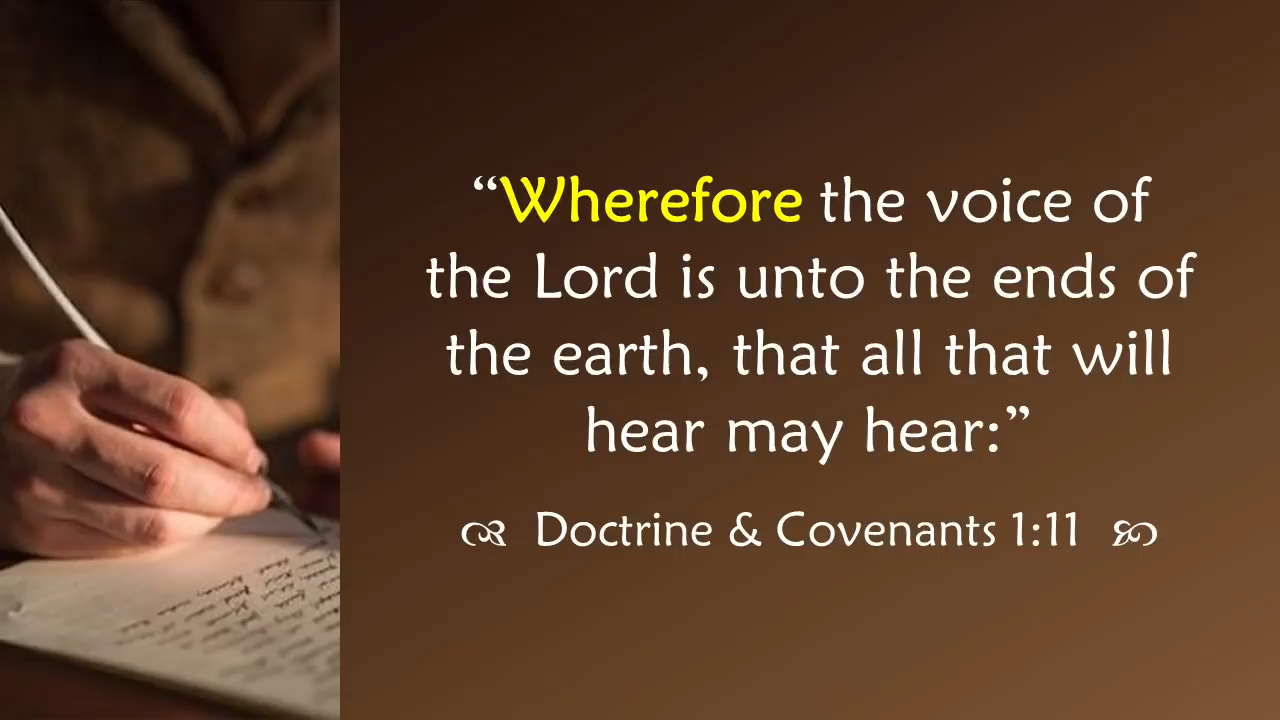 “Wherefore the voice of
the Lord is unto the ends of
the earth, that all that will
hear may hear:”
Doctrine & Covenants 1:11